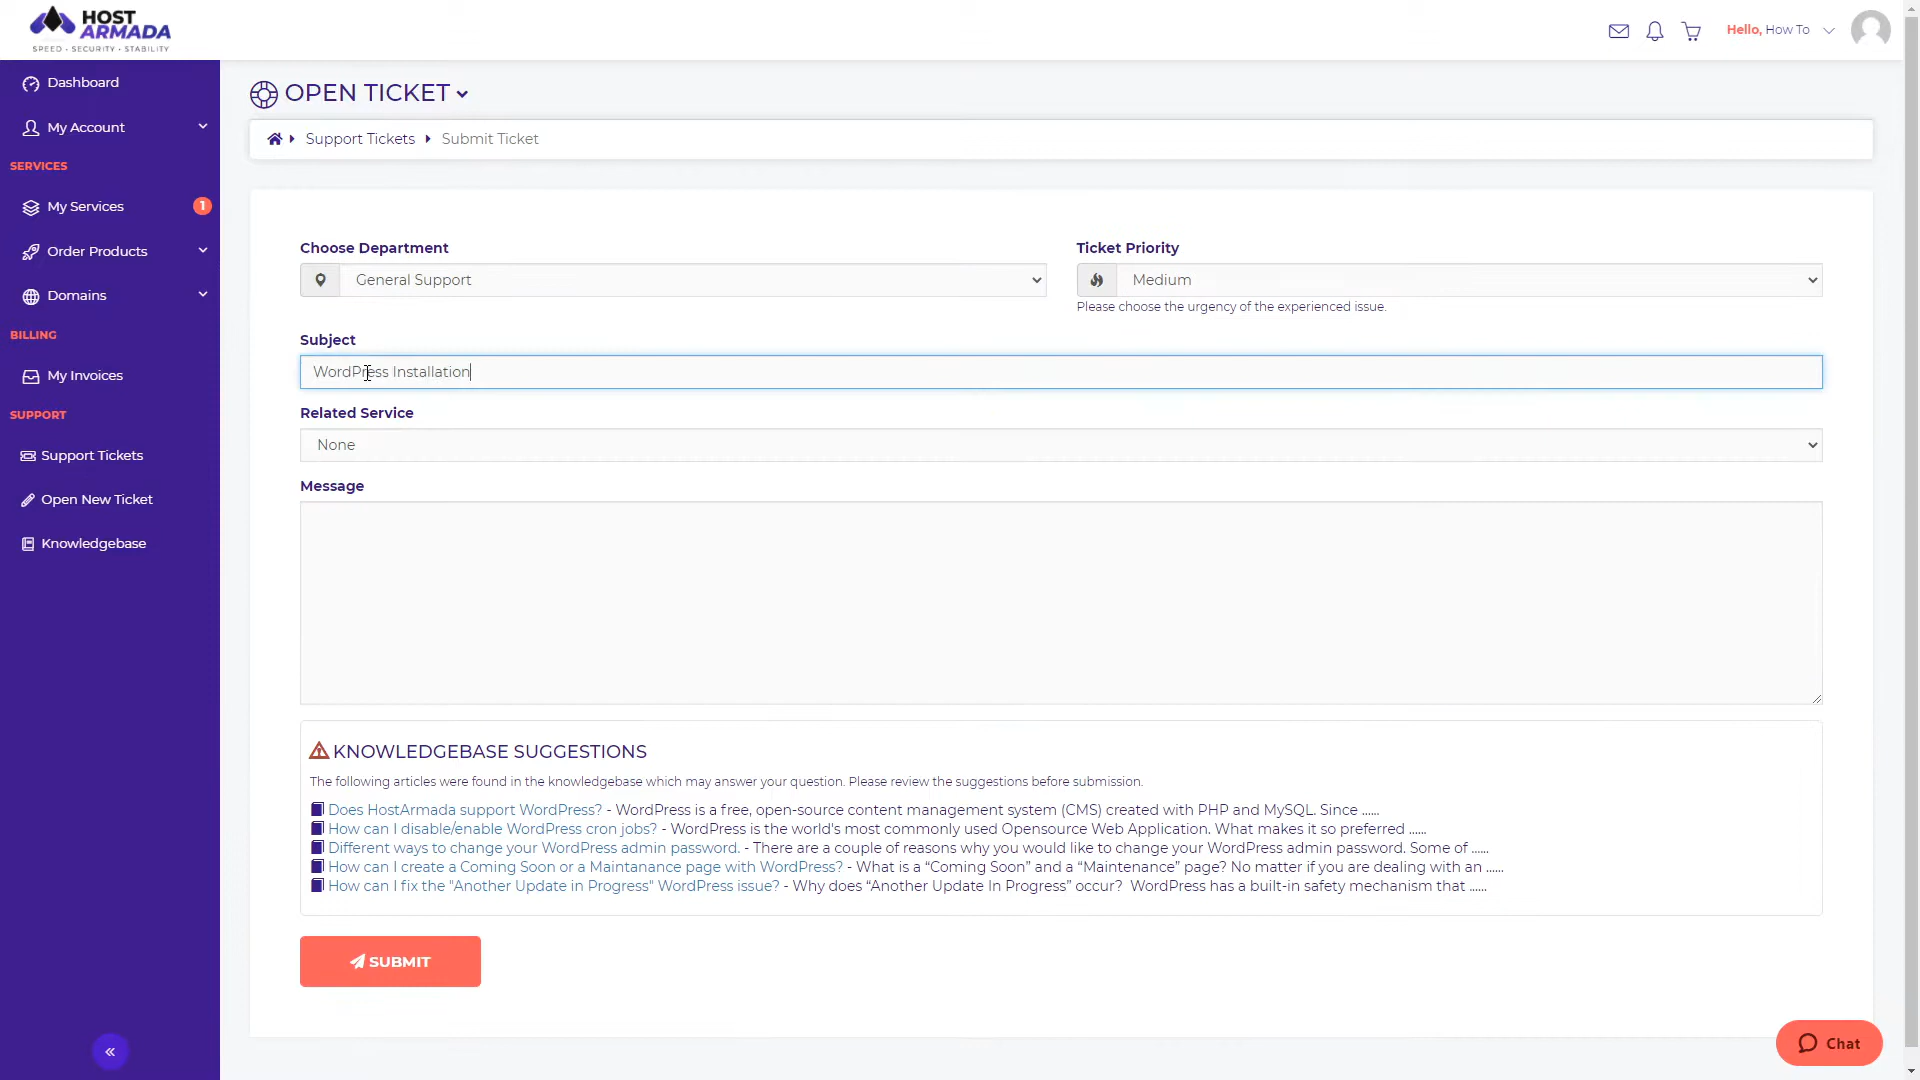 HOST
ARMADA
SPEED • SECURITY • STABILITY
Hello, How To
Dashboard
My Account
SERVICES
My Services
1
Order Products
Domains
BILLING
My Invoices
SUPPORT
Support Tickets
Open New Ticket
Knowledgebase
«
OPEN TICKET
Support Tickets
Submit Ticket
Choose Department
General Support
Ticket Priority
Medium
Please choose the urgency of the experienced issue.
Subject
WordPress Installation
Related Service
None
Message
KNOWLEDGEBASE SUGGESTIONS
The following articles were found in the knowledgebase which may answer your question. Please review the suggestions before submission.
Does HostArmada support WordPress? - WordPress is a free, open-source content management system (CMS) created with PHP and MySQL. Since ......
How can I disable/enable WordPress cron jobs? - WordPress is the world's most commonly used Opensource Web Application. What makes it so preferred ......
Different ways to change your WordPress admin password. - There are a couple of reasons why you would like to change your WordPress admin password. Some of ......
How can I create a Coming Soon or a Maintanance page with WordPress? - What is a “Coming Soon” and a “Maintenance” page? No matter if you are dealing with an ......
How can I fix the "Another Update in Progress" WordPress issue? - Why does “Another Update In Progress” occur?  WordPress has a built-in safety mechanism that ......
SUBMIT
Chat